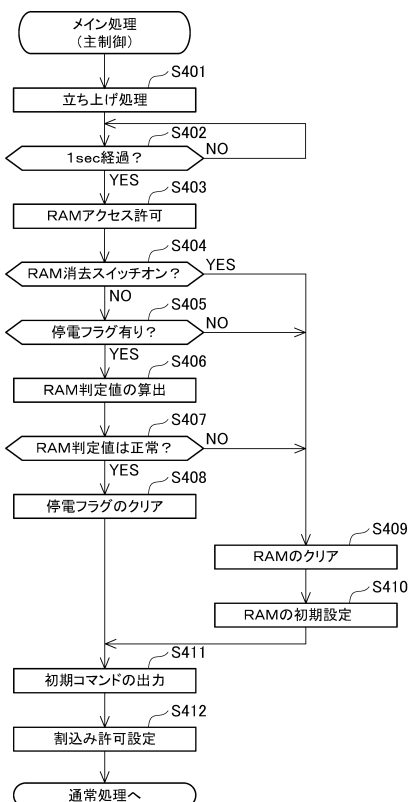 メイン処理
(主制御)
S401
立ち上げ処理
S402
1sec経過？
NO
YES
S403
RAMアクセス許可
S404
RAM消去スイッチオン？
YES
NO
S405
停電フラグ有り？
NO
YES
S406
RAM判定値の算出
S407
RAM判定値は正常？
NO
YES
S408
停電フラグのクリア
S409
RAMのクリア
S410
RAMの初期設定
S411
初期コマンドの出力
S412
割込み許可設定
通常処理へ